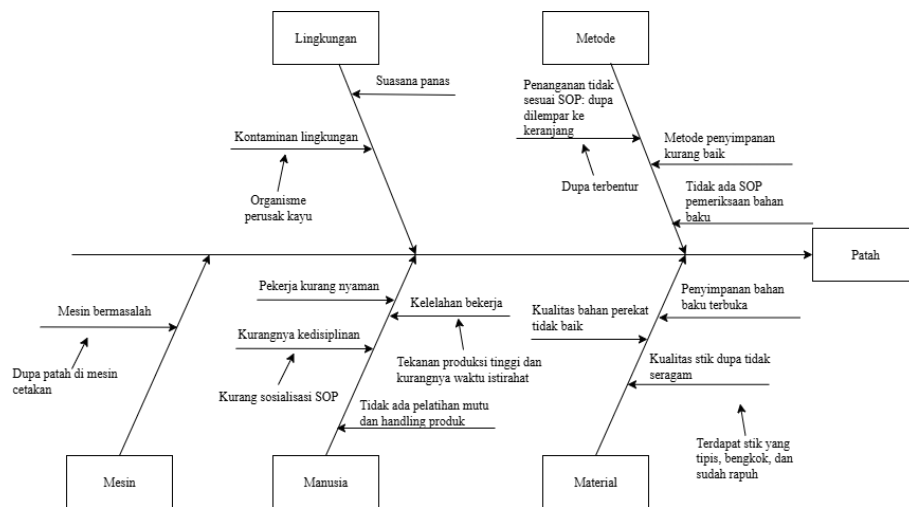 Lingkungan
Metode
Suasana panas
Penanganan tidak
sesuai SOP: dupa
dilempar ke
keranjang
Kontaminan lingkungan
Metode penyimpanan
kurang baik
Dupa terbentur
Organisme
perusak kayu
Tidak ada SOP
pemeriksaan bahan
baku
Patah
Pekerja kurang nyaman
Kelelahan bekerja
Penyimpanan bahan
baku terbuka
Mesin bermasalah
Kualitas bahan perekat
tidak baik
Kurangnya kedisiplinan
Dupa patah di mesin
cetakan
Tekanan produksi tinggi dan
kurangnya waktu istirahat
Kualitas stik dupa tidak
seragam
Kurang sosialisasi SOP
Tidak ada pelatihan mutu
dan handling produk
Terdapat stik yang
tipis, bengkok, dan
sudah rapuh
Mesin
Manusia
Material